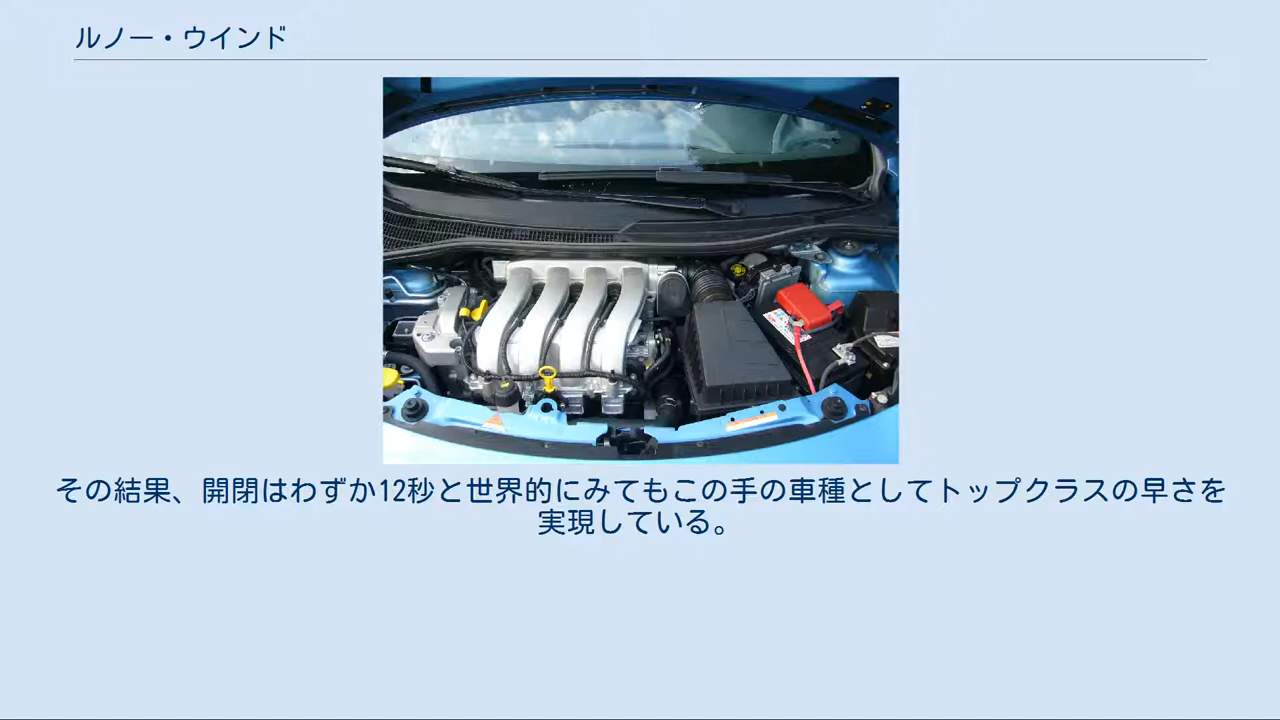 ルノー・ウインド
その結果、開閉はわずか12秒と世界的にみてもこの手の車種としてトップクラスの早さを
実現している。